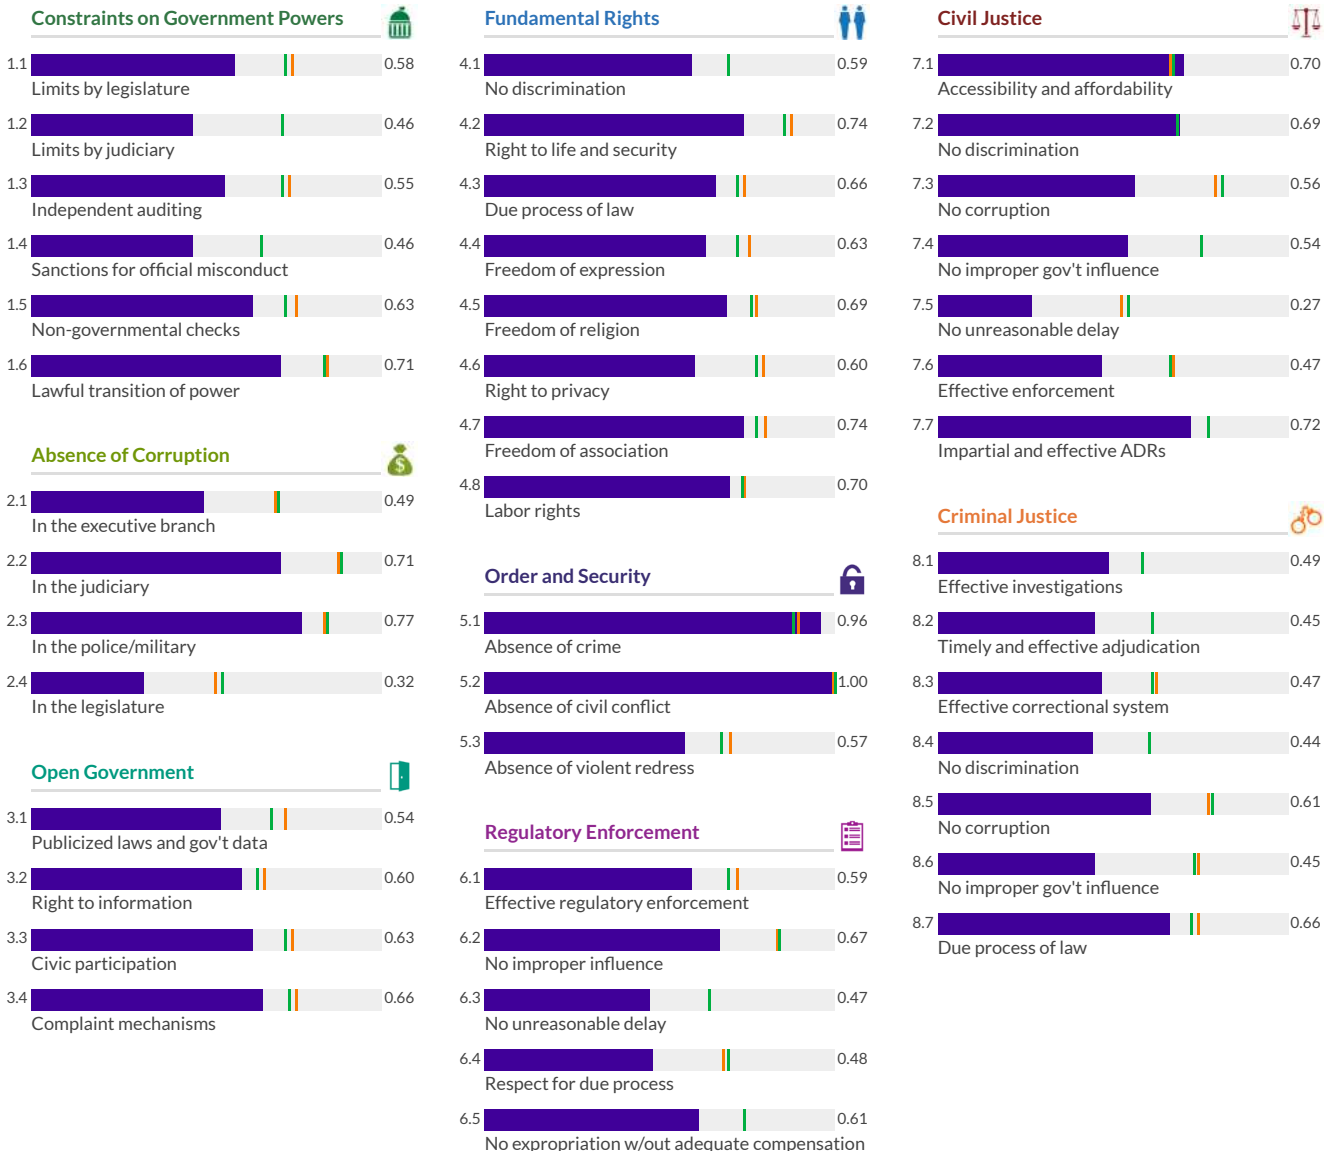 Constraints on Government Powers
1.1 0.58
Limits by legislature
1.2 0.46
Limits by judiciary
1.3 0.55
Independent auditing
1.4 0.46
Sanctions for official misconduct
1.5 0.63
Non-governmental checks
1.6 0.71
Lawful transition of power
Absence of Corruption
$
2.1 0.49
In the executive branch
2.2 0.71
In the judiciary
2.3 0.77
In the police/military
2.4 0.32
In the legislature
Open Government
3.1 0.54
Publicized laws and gov't data
3.2 0.60
Right to information
3.3 0.63
Civic participation
3.4 0.66
Complaint mechanisms
Fundamental Rights
4.1 0.59
No discrimination
4.2 0.74
Right to life and security
4.3 0.66
Due process of law
4.4 0.63
Freedom of expression
4.5 0.69
Freedom of religion
4.6 0.60
Right to privacy
4.7 0.74
Freedom of association
4.8 0.70
Labor rights
Order and Security
5.1 0.96
Absence of crime
5.2 1.00
Absence of civil conflict
5.3 0.57
Absence of violent redress
Regulatory Enforcement
6.1 0.59
Effective regulatory enforcement
6.2 0.67
No improper influence
6.3 0.47
No unreasonable delay
6.4 0.48
Respect for due process
6.5 0.61
No expropriation w/out adequate compensation
Civil Justice
7.1 0.70
Accessibility and affordability
7.2 0.69
No discrimination
7.3 0.56
No corruption
7.4 0.54
No improper gov't influence
7.5 0.27
No unreasonable delay
7.6 0.47
Effective enforcement
7.7 0.72
Impartial and effective ADRs
Criminal Justice
8.1 0.49
Effective investigations
8.2 0.45
Timely and effective adjudication
8.3 0.47
Effective correctional system
8.4 0.44
No discrimination
8.5 0.61
No corruption
8.6 0.45
No improper gov't influence
8.7 0.66
Due process of law